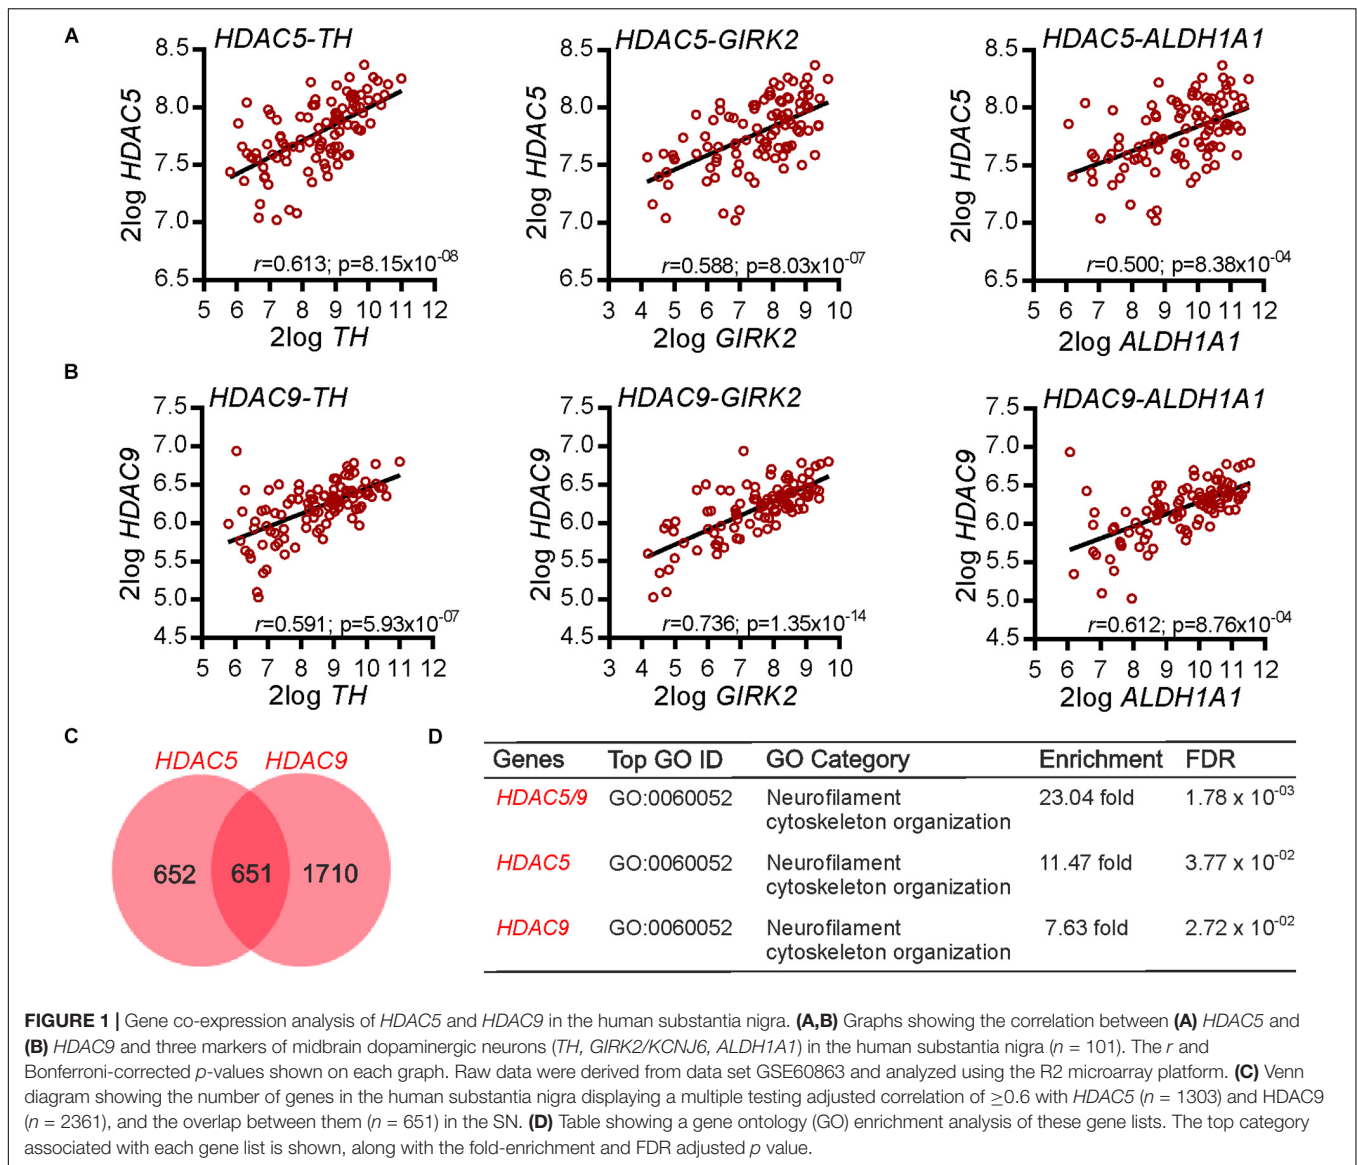 A
HDAC5-TH
HDAC5-GIRK2
HDAC5-ALDH1A1
2log HDAC5
8.5
8.0
7.5
7.0
6.5
r=0.613; p=8.15x10-08
5 6 7 8 9 10 11 12
2log TH
2log HDAC5
8.5
8.0
7.5
7.0
6.5
r=0.588; p=8.03x10-07
3 4 5 6 7 8 9 10
2log GIRK2
2log HDAC5
8.5
8.0
7.5
7.0
6.5
r=0.500; p=8.38x10-04
5 6 7 8 9 10 11 12
2log ALDH1A1
B
HDAC9-TH
HDAC9-GIRK2
HDAC9-ALDH1A1
2log HDAC9
7.5
7.0
6.5
6.0
5.5
5.0
4.5
r=0.591; p=5.93x10-07
5 6 7 8 9 10 11 12
2log TH
2log HDAC9
7.5
7.0
6.5
6.0
5.5
5.0
4.5
r=0.736; p=1.35x10-14
3 4 5 6 7 8 9 10
2log GIRK2
2log HDAC9
7.5
7.0
6.5
6.0
5.5
5.0
4.5
r=0.612; p=8.76x10-04
5 6 7 8 9 10 11 12
2log ALDH1A1
C
HDAC5 HDAC9
652 651 1710
D
Genes Top GO ID GO Category Enrichment FDR
HDAC5/9 GO:0060052 Neurofilament 23.04 fold 1.78 x 10-03
cytoskeleton organization
HDAC5 GO:0060052 Neurofilament 11.47 fold 3.77 x 10-02
cytoskeleton organization
HDAC9 GO:0060052 Neurofilament 7.63 fold 2.72 x 10-02
cytoskeleton organization
FIGURE 1 | Gene co-expression analysis of HDAC5 and HDAC9 in the human substantia nigra. (A,B) Graphs showing the correlation between (A) HDAC5 and
(B) HDAC9 and three markers of midbrain dopaminergic neurons (TH, GIRK2/KCNJ6, ALDH1A1) in the human substantia nigra (n = 101). The r and
Bonferroni-corrected p-values shown on each graph. Raw data were derived from data set GSE60863 and analyzed using the R2 microarray platform. (C) Venn
diagram showing the number of genes in the human substantia nigra displaying a multiple testing adjusted correlation of ≥0.6 with HDAC5 (n = 1303) and HDAC9
(n = 2361), and the overlap between them (n = 651) in the SN. (D) Table showing a gene ontology (GO) enrichment analysis of these gene lists. The top category
associated with each gene list is shown, along with the fold-enrichment and FDR adjusted p value.